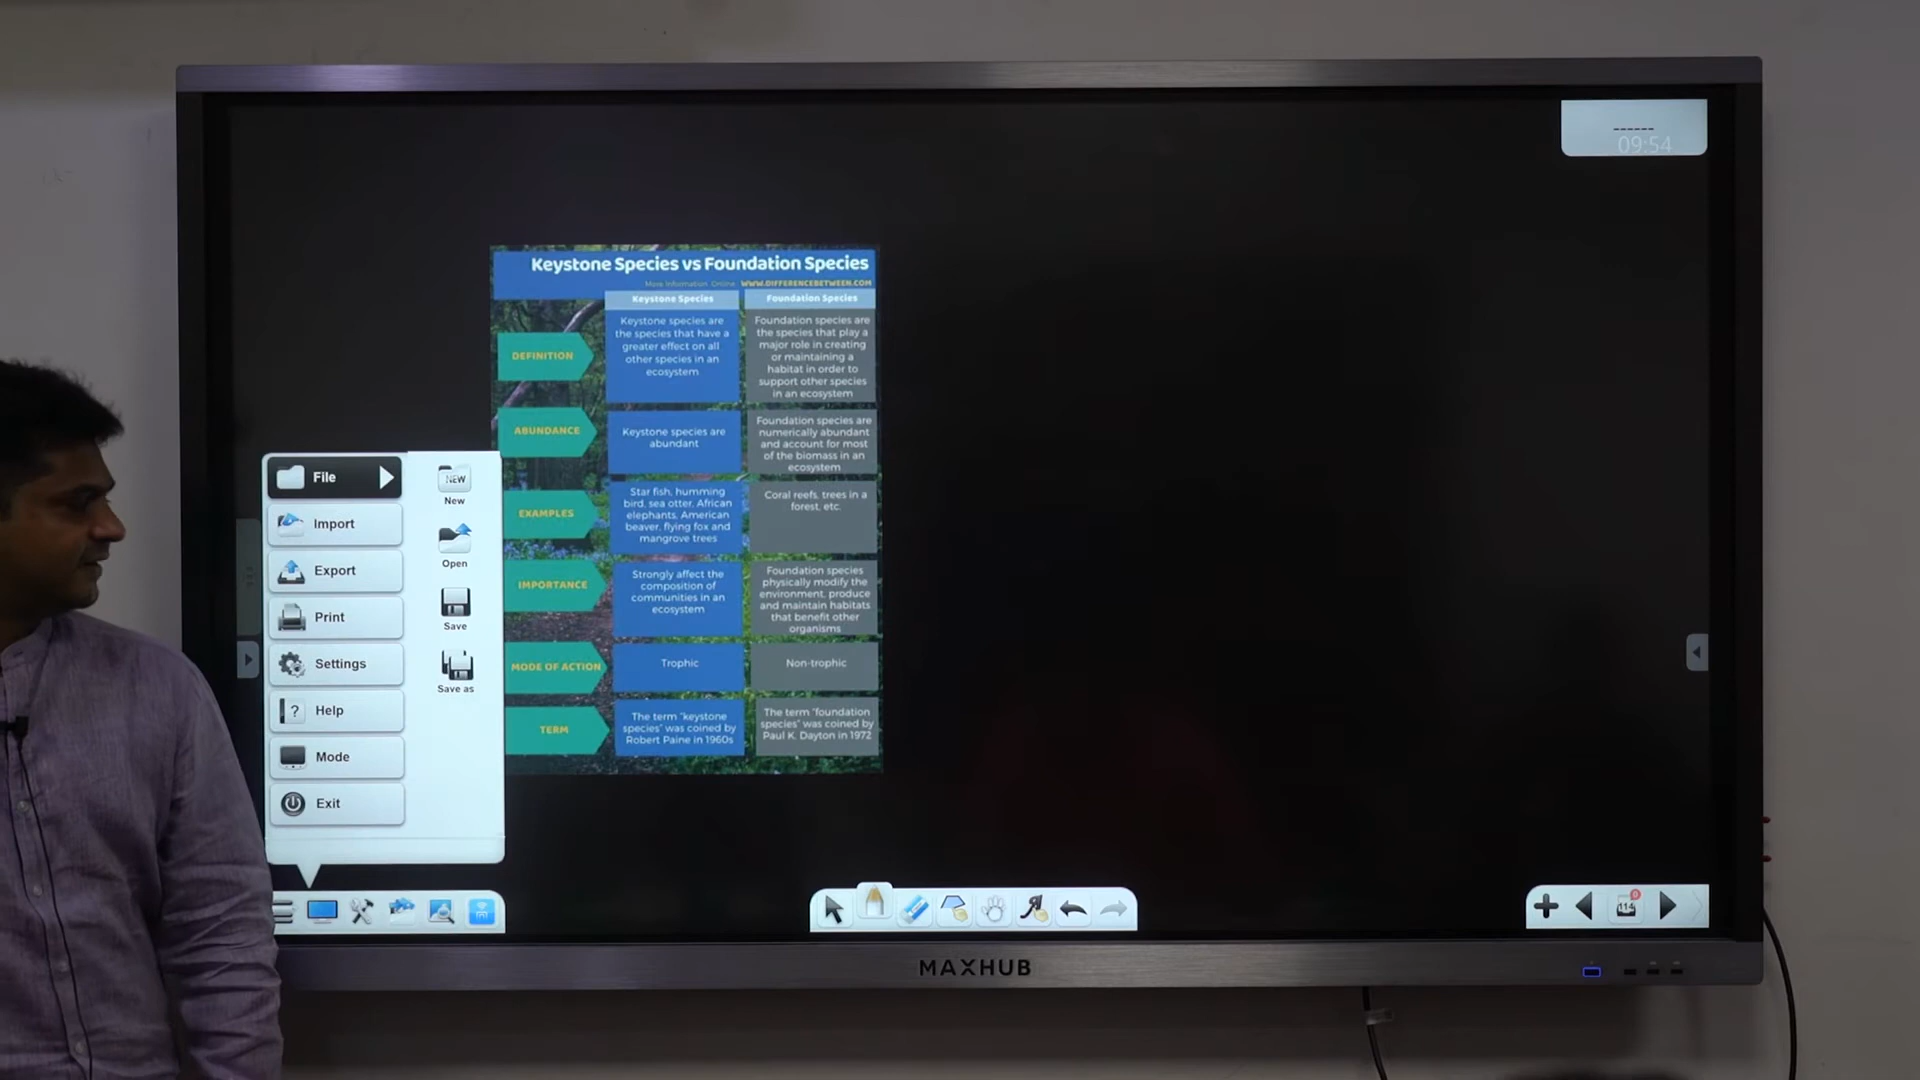 ------
09:54
Keystone Species vs Foundation Species
More Information Online WWW.DIFFERENCEBETWEEN.COM
Keystone Species
Foundation Species
DEFINITION
Keystone species are
the species that have a
greater effect on all
other species in an
ecosystem
Foundation species are
the species that play a
major role in creating
or maintaining a
habitat in order to
support other species
in an ecosystem
ABUNDANCE
Keystone species are
abundant
Foundation species are
numerically abundant
and account for most
of the biomass in an
ecosystem
EXAMPLES
Star fish, humming
bird, sea otter, African
elephants, American
beaver, flying fox and
mangrove trees
Coral reefs, trees in a
forest, etc.
IMPORTANCE
Strongly affect the
composition of
communities in an
ecosystem
Foundation species
physically modify the
environment, produce
and maintain habitats
that benefit other
organisms
MODE OF ACTION
Trophic
Non-trophic
TERM
The term "keystone
species" was coined by
Robert Paine in 1960s
The term "foundation
species" was coined by
Paul K. Dayton in 1972
File
Import
Export
Print
Settings
Help
Mode
Exit
NEW
New
Open
Save
Save as
114
MAXHUB